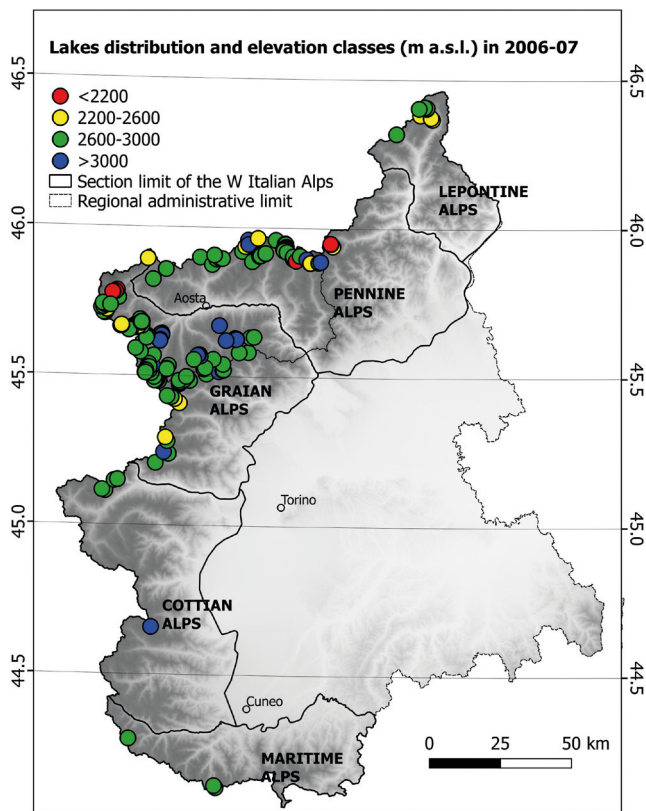 Lakes distribution and elevation classes (m a.s.l.) in 2006-07
<2200
2200-2600
2600-3000
>3000
Section limit of the W Italian Alps
Regional administrative limit
46.5
46.5
LEPONTINE
ALPS
46.0
46.0
Aosta
PENNINE
ALPS
45.5
45.5
GRAIAN
ALPS
Torino
45.0
45.0
COTTIAN
ALPS
44.5
44.5
Cuneo
0 25 50 km
MARITIME
ALPS